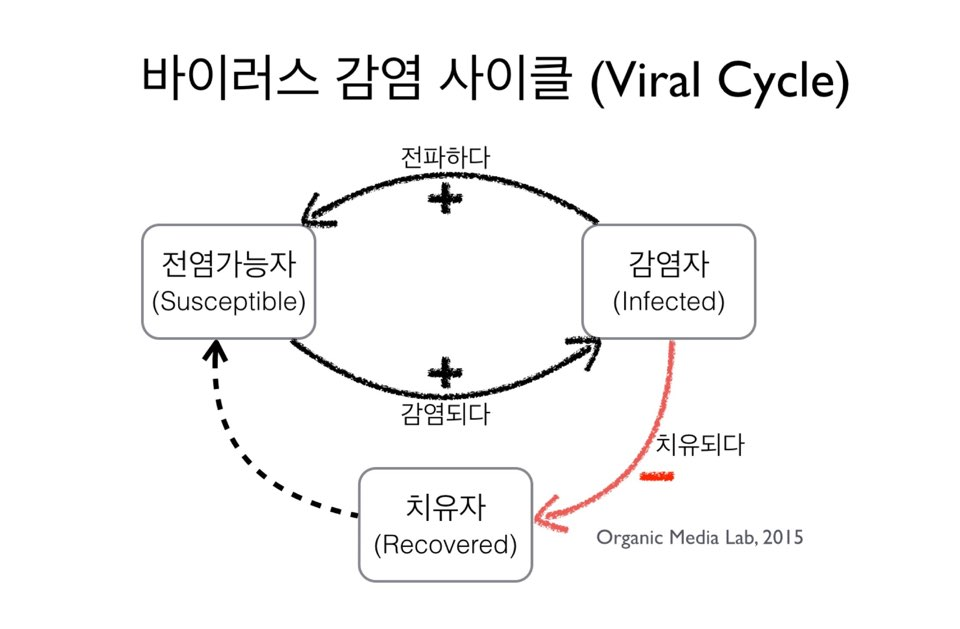 바이러스 감염 사이클 (Viral Cycle)
전파하다
+
전염가능자
(Susceptible)
감염자
(Infected)
+
감염되다
치유되다
-
치유자
(Recovered)
Organic Media Lab, 2015